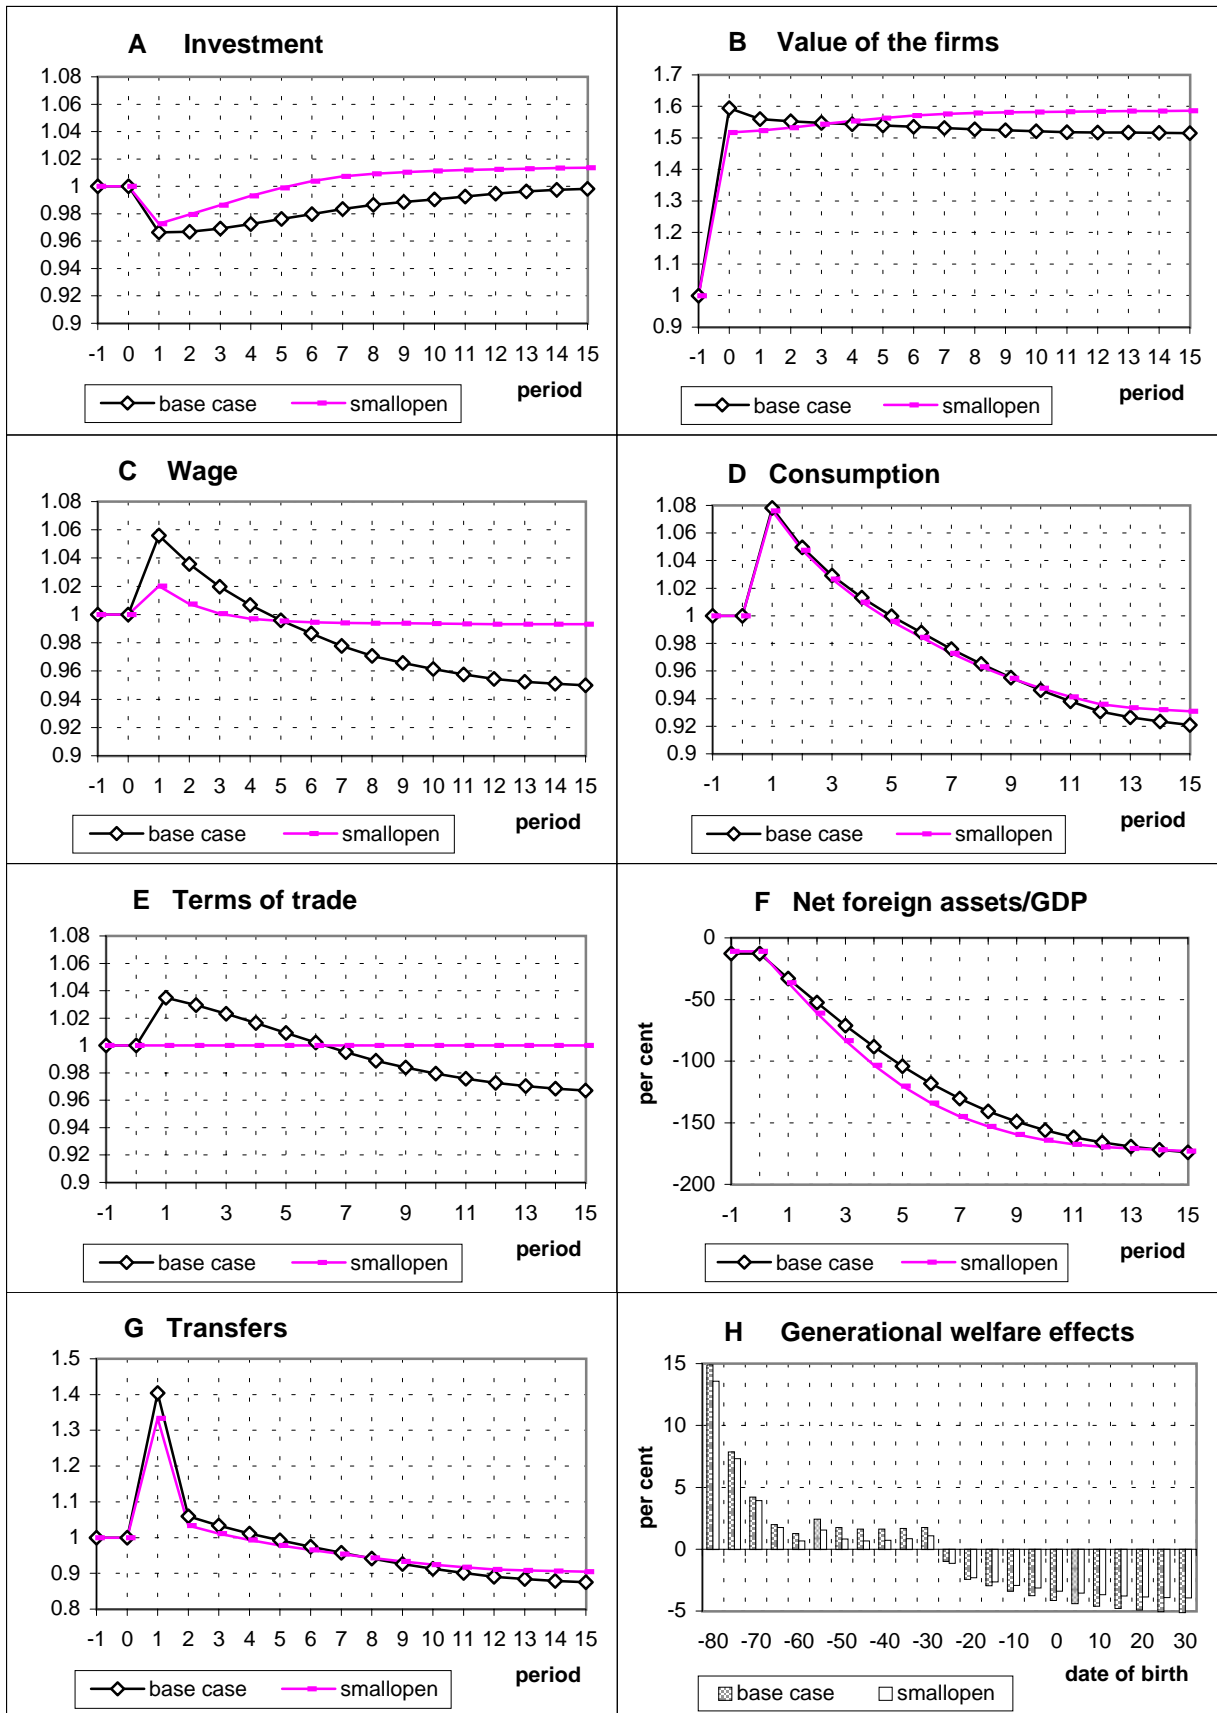 A Investment
1.08
1.06
1.04
1.02
1
0.98
0.96
0.94
0.92
0.9
-1 0 1 2 3 4 5 6 7 8 9 10 11 12 13 14 15
period
base case smallopen
B Value of the firms
1.7
1.6
1.5
1.4
1.3
1.2
1.1
1
0.9
-1 0 1 2 3 4 5 6 7 8 9 10 11 12 13 14 15
period
base case smallopen
C Wage
1.08
1.06
1.04
1.02
1
0.98
0.96
0.94
0.92
0.9
-1 0 1 2 3 4 5 6 7 8 9 10 11 12 13 14 15
period
base case smallopen
D Consumption
1.08
1.06
1.04
1.02
1
0.98
0.96
0.94
0.92
0.9
-1 1 3 5 7 9 11 13 15
period
base case smallopen
E Terms of trade
1.08
1.06
1.04
1.02
1
0.98
0.96
0.94
0.92
0.9
-1 1 3 5 7 9 11 13 15
period
base case smallopen
F Net foreign assets/GDP
per cent
0
-50
-100
-150
-200
-1 1 3 5 7 9 11 13 15
period
base case smallopen
G Transfers
1.5
1.4
1.3
1.2
1.1
1
0.9
0.8
-1 0 1 2 3 4 5 6 7 8 9 10 11 12 13 14 15
period
base case smallopen
H Generational welfare effects
per cent
15
10
5
0
-5
-80 -70 -60 -50 -40 -30 -20 -10 0 10 20 30
date of birth
base case smallopen